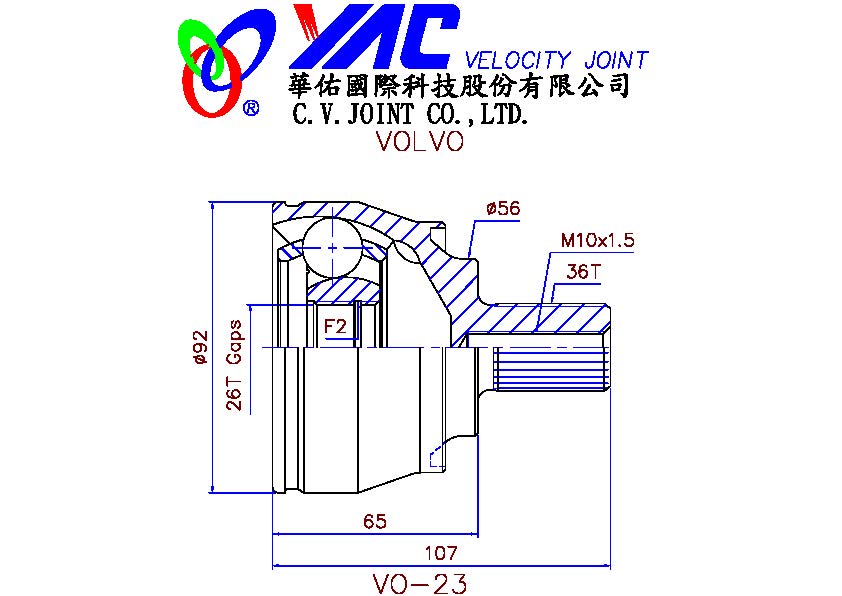 YAC VELOCITY JOINT
®
華佑國際科技股份有限公司
C.V.JOINT CO.,LTD.
VOLVO
ø56
M10x1.5
36T
F2
ø92
26T Gaps
65
107
VO-23